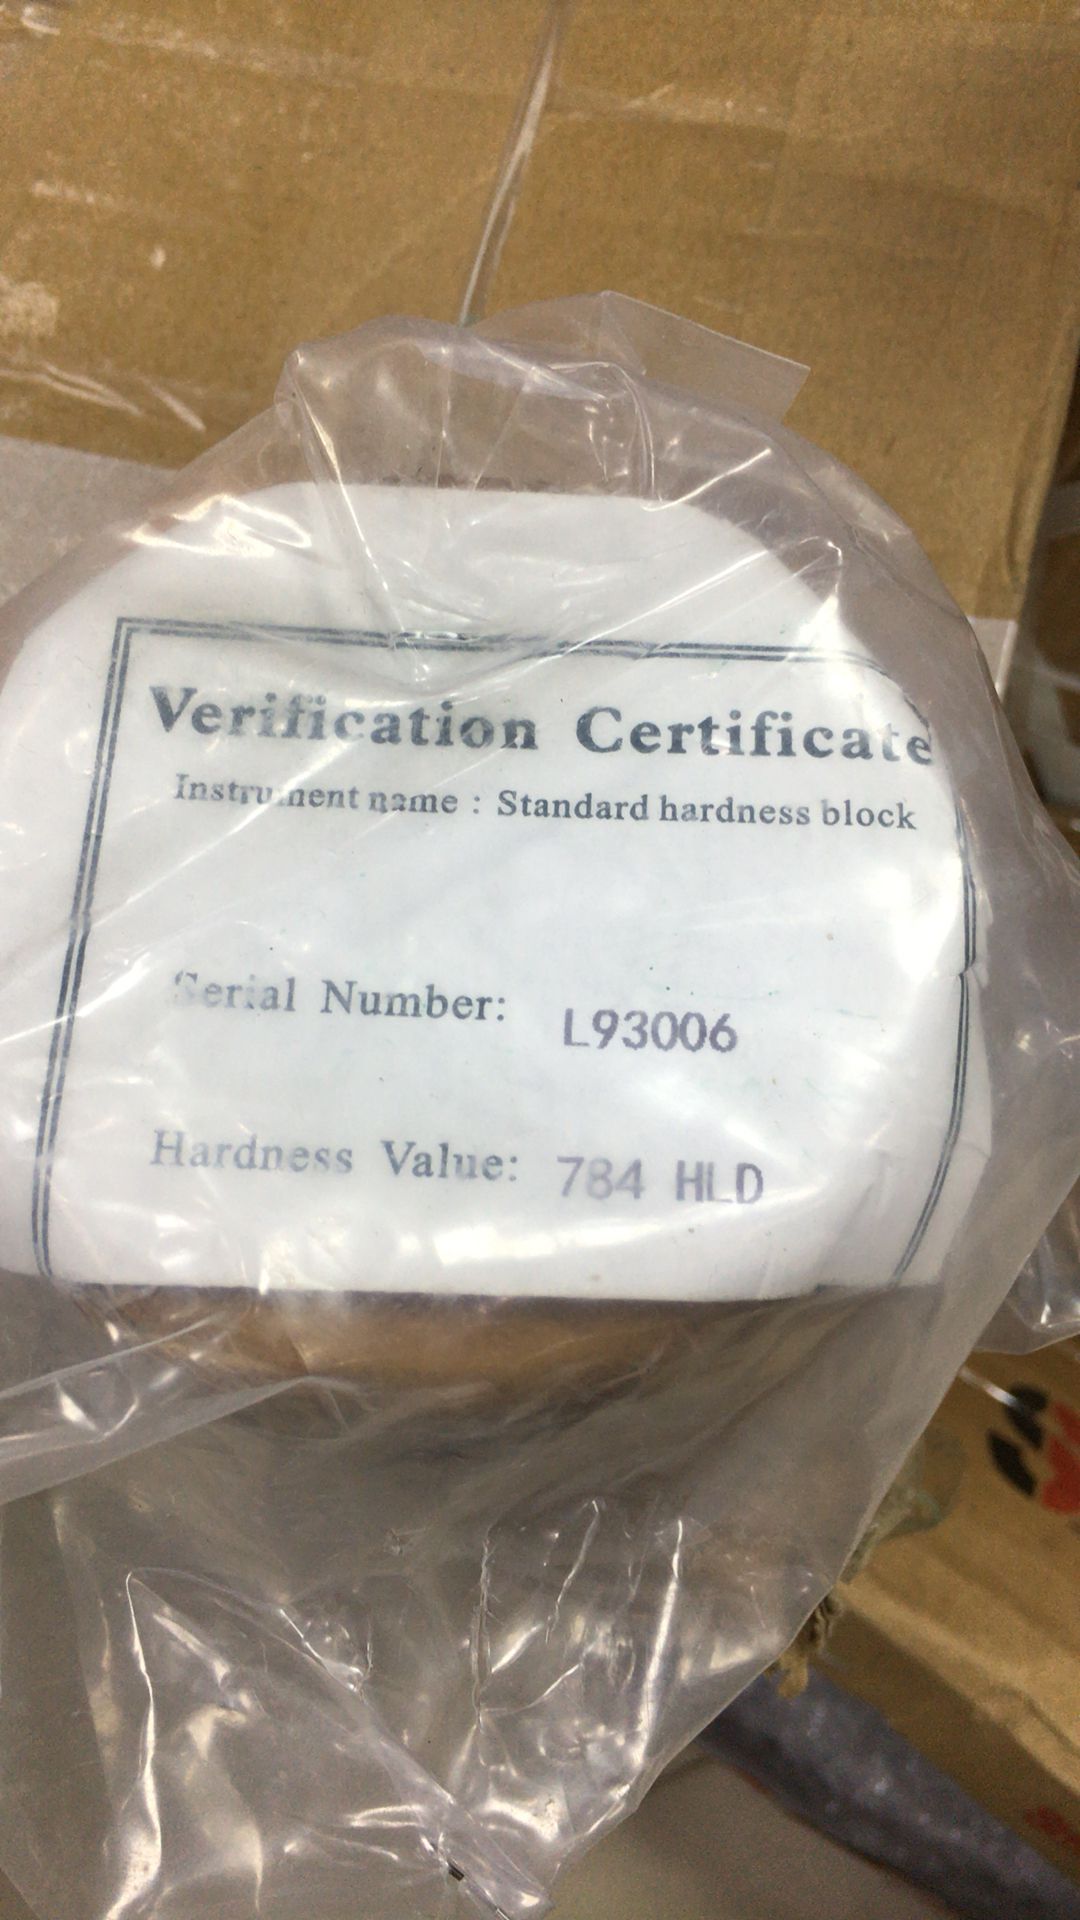 Verification Certificate
Instrument name : Standard hardness block
Serial Number: L93006
Hardness Value: 784 HLD